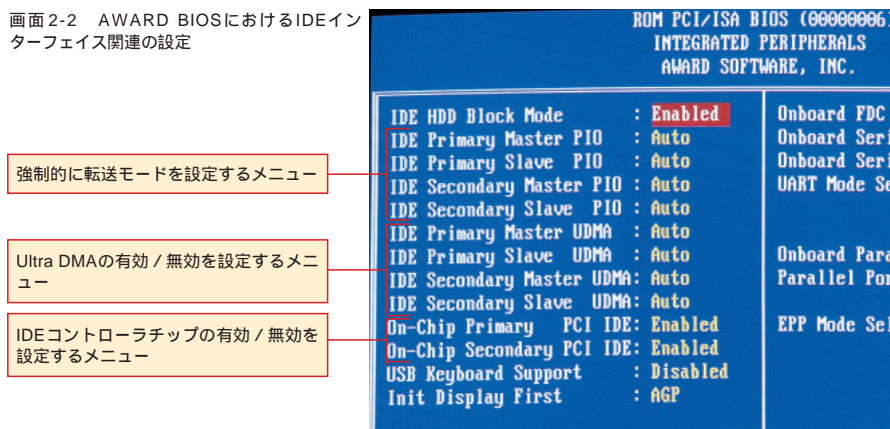 画面2-2　AWARD BIOSにおけるIDEイン
ターフェイス関連の設定
強制的に転送モードを設定するメニュー
Ultra DMAの有効 / 無効を設定するメニ
ュー
IDEコントローラチップの有効 / 無効を
設定するメニュー
ROM PCI/ISA BIOS (00000006
INTEGRATED PERIPHERALS
AWARD SOFTWARE, INC.
IDE HDD Block Mode : Enabled
IDE Primary Master PIO : Auto
IDE Primary Slave PIO : Auto
IDE Secondary Master PIO : Auto
IDE Secondary Slave PIO : Auto
IDE Primary Master UDMA : Auto
IDE Primary Slave UDMA : Auto
IDE Secondary Master UDMA: Auto
IDE Secondary Slave UDMA: Auto
On-Chip Primary PCI IDE: Enabled
On-Chip Secondary PCI IDE: Enabled
USB Keyboard Support : Disabled
Init Display First : AGP
Onboard FDC
Onboard Seri
Onboard Seri
UART Mode Se
Onboard Para
Parallel Por
EPP Mode Sel